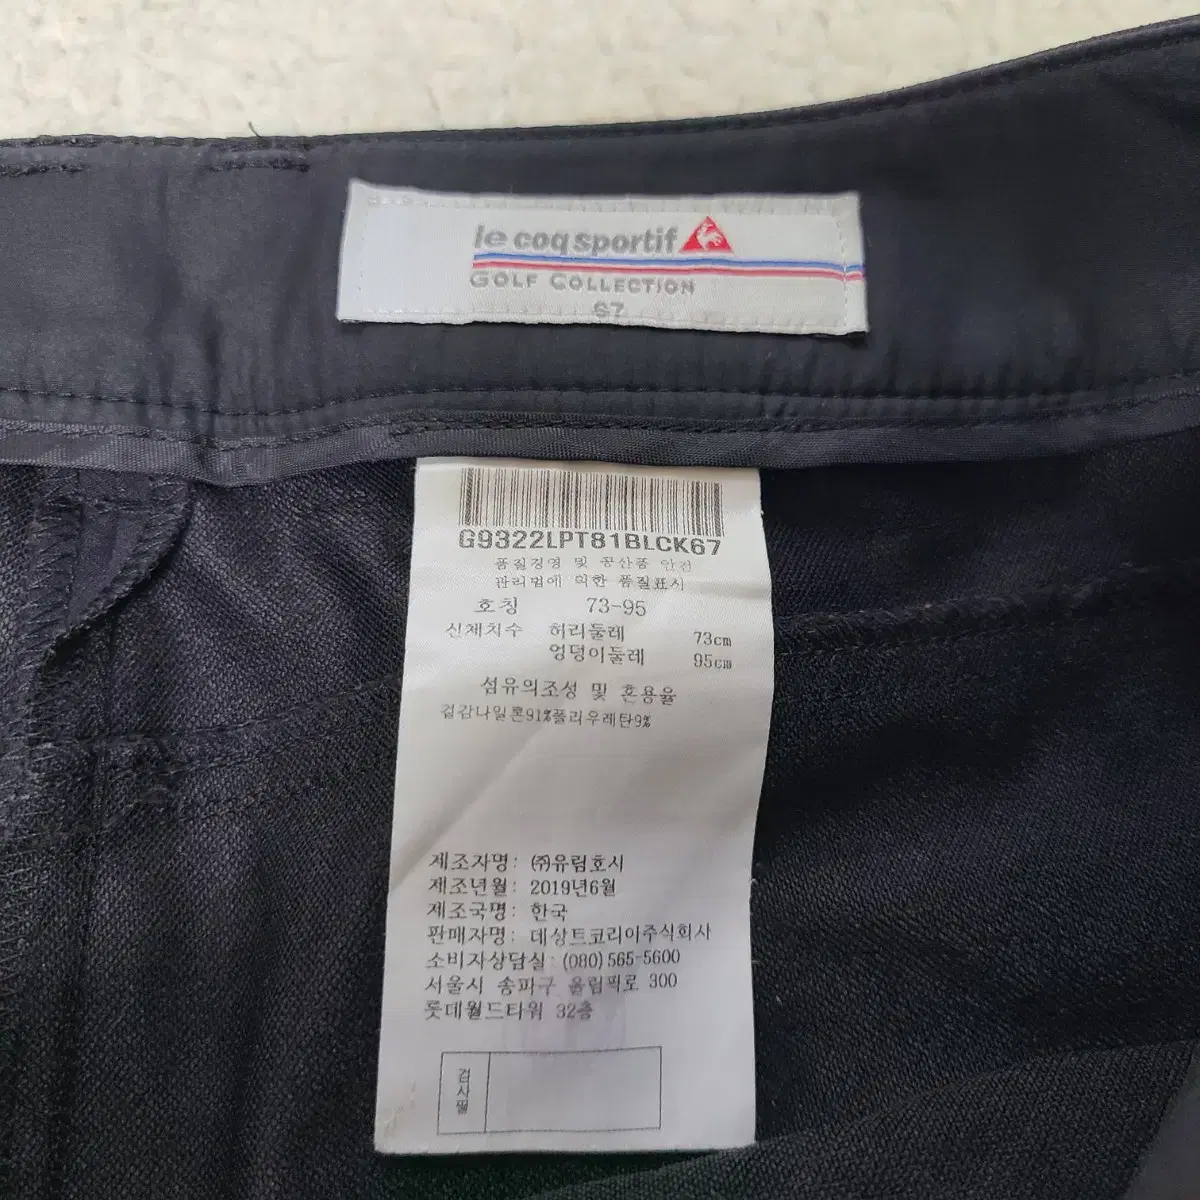 le coq sportif
GOLF COLLECTION
67
G9322LPT81BLCK67
품질경영 및 공산품 안전
관리법에 의한 품질표시
호칭 73-95
신체치수 허리둘레 73cm
엉덩이둘레 95cm
섬유의조성 및 혼용율
겉감나일론91%폴리우레탄9%
제조자명: (주)유림호시
제조년월: 2019년6월
제조국명: 한국
판매자명: 데상트코리아주식회사
소비자상담실: (080)565-5600
서울시 송파구 올림픽로 300
롯데월드타워 32층
검사필